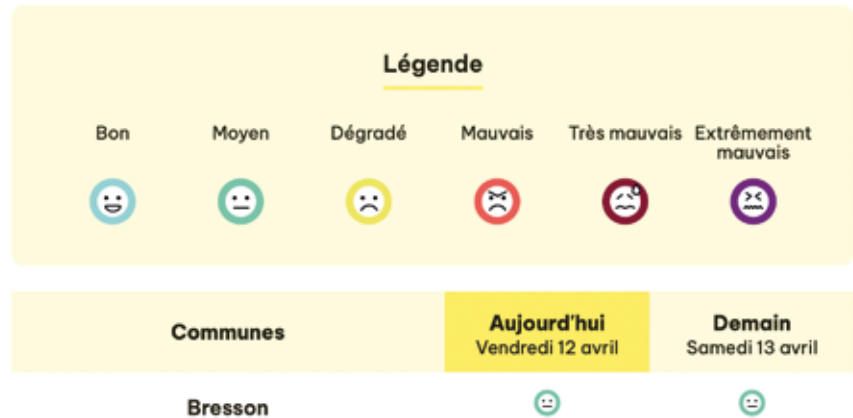 Légende
Bon Moyen Dégradé Mauvais Très mauvais Extrêmement
mauvais
Communes
Aujourd'hui
Vendredi 12 avril
Demain
Samedi 13 avril
Bresson